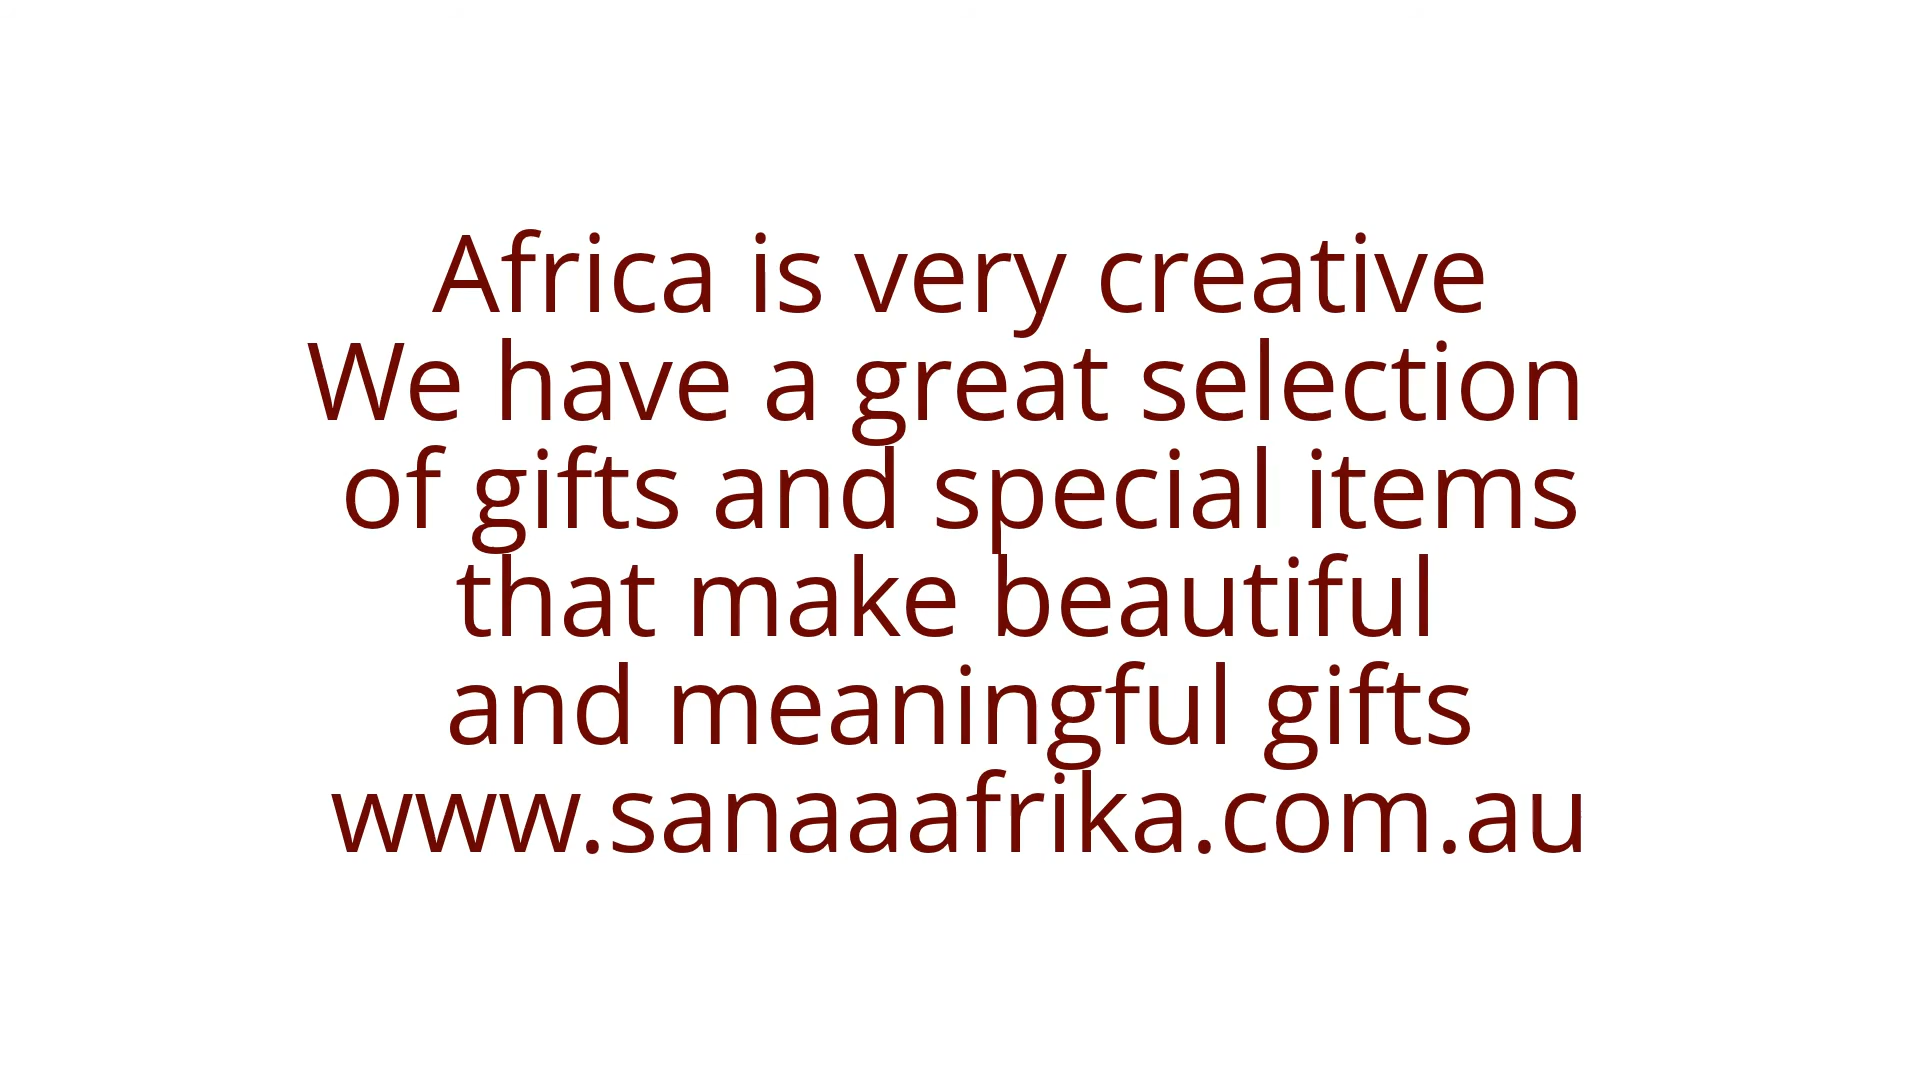 Africa is very creative
We have a great selection
of gifts and special items
that make beautiful
and meaningful gifts
www.sanaaafrika.com.au